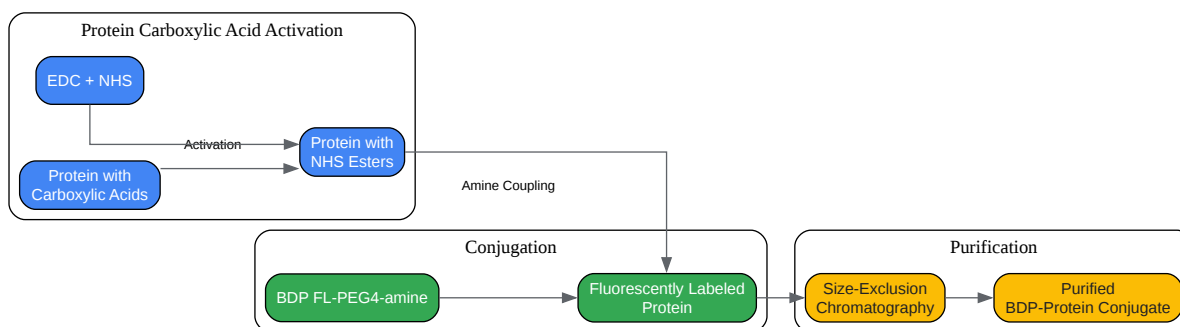 Protein Carboxylic Acid Activation
EDC + NHS
Activation
Protein with
NHS Esters
Protein with
Carboxylic Acids
Amine Coupling
Conjugation
BDP FL-PEG4-amine
Fluorescently Labeled
Protein
Purification
Size-Exclusion
Chromatography
Purified
BDP-Protein Conjugate